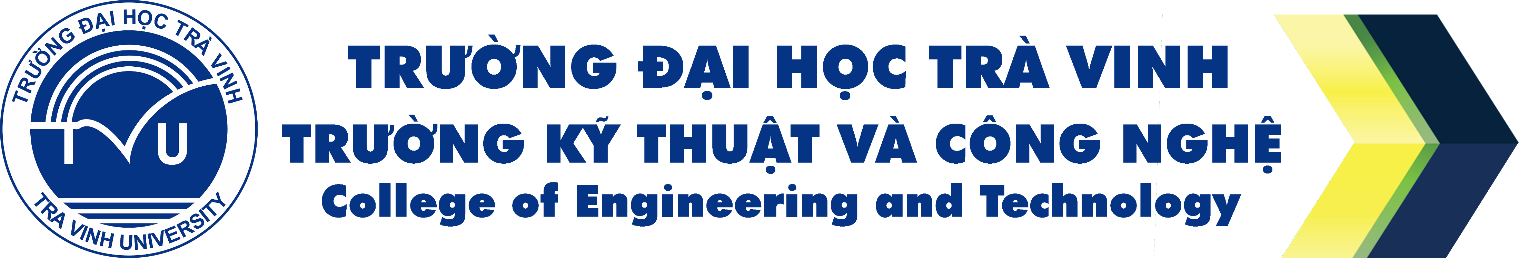 TRƯỜNG ĐẠI HỌC TRÀ VINH
TVU
TRA VINH UNIVERSITY
TRƯỜNG ĐẠI HỌC TRÀ VINH
TRƯỜNG KỸ THUẬT VÀ CÔNG NGHỆ
College of Engineering and Technology